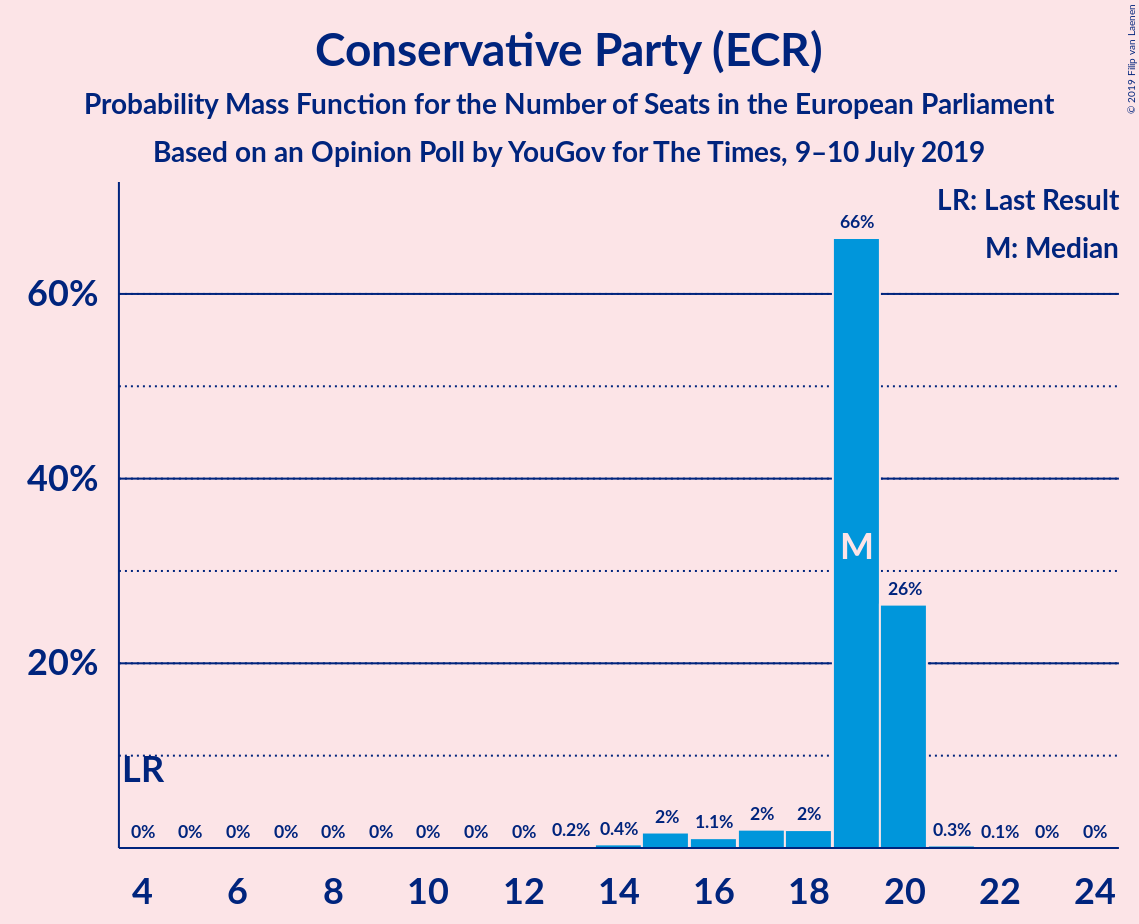 Conservative Party (ECR)
Probability Mass Function for the Number of Seats in the European Parliament
Based on an Opinion Poll by YouGov for The Times, 9–10 July 2019
© 2019 Filip van Laenen
LR: Last Result
M: Median
66%
60%
40%
M
26%
20%
LR
0% 0% 0% 0% 0% 0% 0% 0% 0% 0.2% 0.4% 2% 1.1% 2% 2% 0.3% 0.1% 0% 0%
4 6 8 10 12 14 16 18 20 22 24